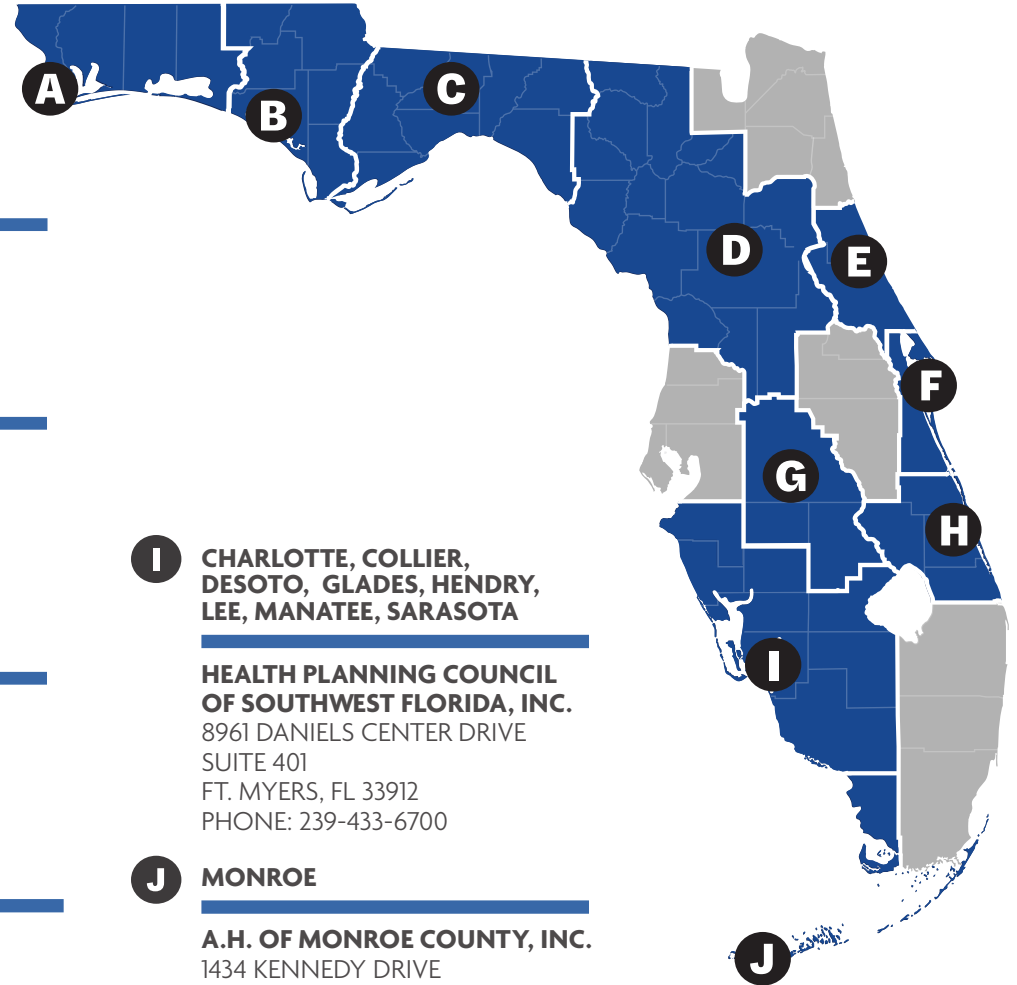 A
B
C
D
E
F
G
H
I
J
I
CHARLOTTE, COLLIER,
DESOTO, GLADES, HENDRY,
LEE, MANATEE, SARASOTA
HEALTH PLANNING COUNCIL
OF SOUTHWEST FLORIDA, INC.
8961 DANIELS CENTER DRIVE
SUITE 401
FT. MYERS, FL 33912
PHONE: 239-433-6700
J
MONROE
A.H. OF MONROE COUNTY, INC.
1434 KENNEDY DRIVE